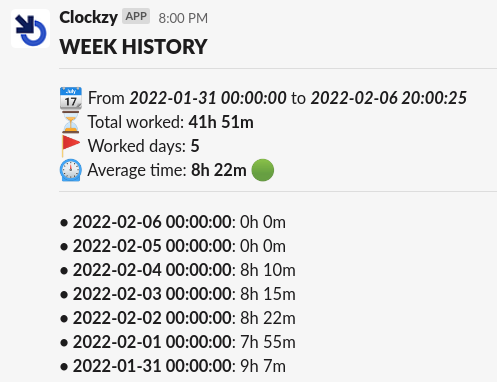 Clockzy APP 8:00 PM
WEEK HISTORY
July 17 From 2022-01-31 00:00:00 to 2022-02-06 20:00:25
Total worked: 41h 51m
Worked days: 5
Average time: 8h 22m
• 2022-02-06 00:00:00: 0h 0m
• 2022-02-05 00:00:00: 0h 0m
• 2022-02-04 00:00:00: 8h 10m
• 2022-02-03 00:00:00: 8h 15m
• 2022-02-02 00:00:00: 8h 22m
• 2022-02-01 00:00:00: 7h 55m
• 2022-01-31 00:00:00: 9h 7m